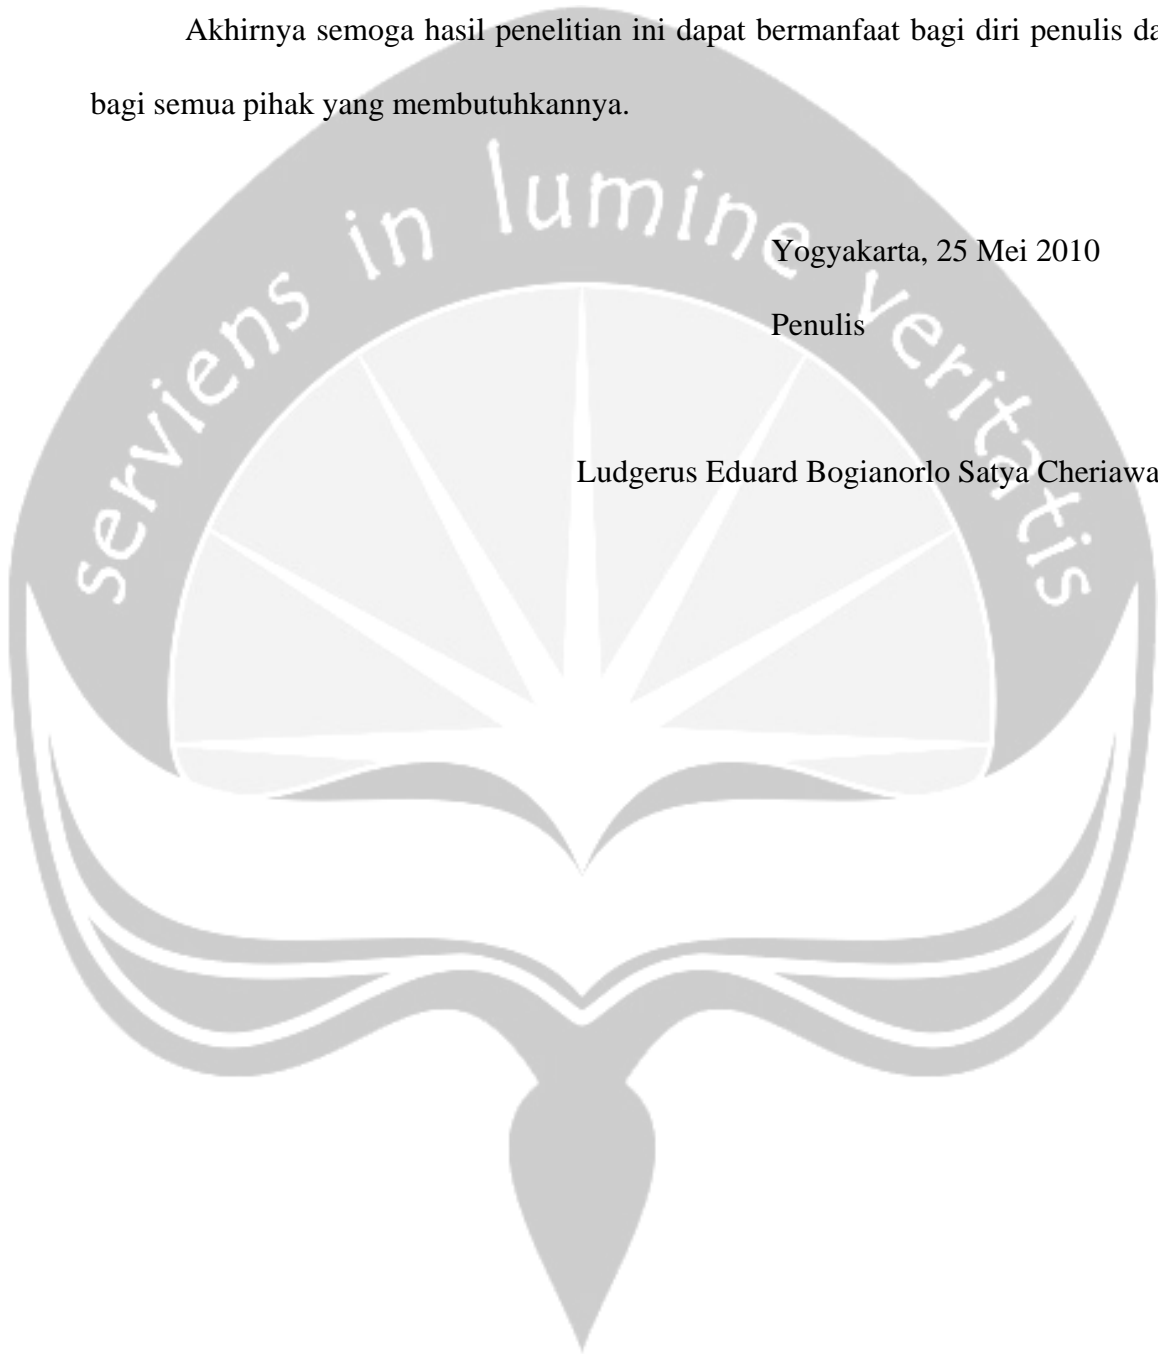 Akhirnya semoga hasil penelitian ini dapat bermanfaat bagi diri penulis da
bagi semua pihak yang membutuhkannya.
serviens in lumine veritatis
Yogyakarta, 25 Mei 2010
Penulis
Ludgerus Eduard Bogianorlo Satya Cheriawa